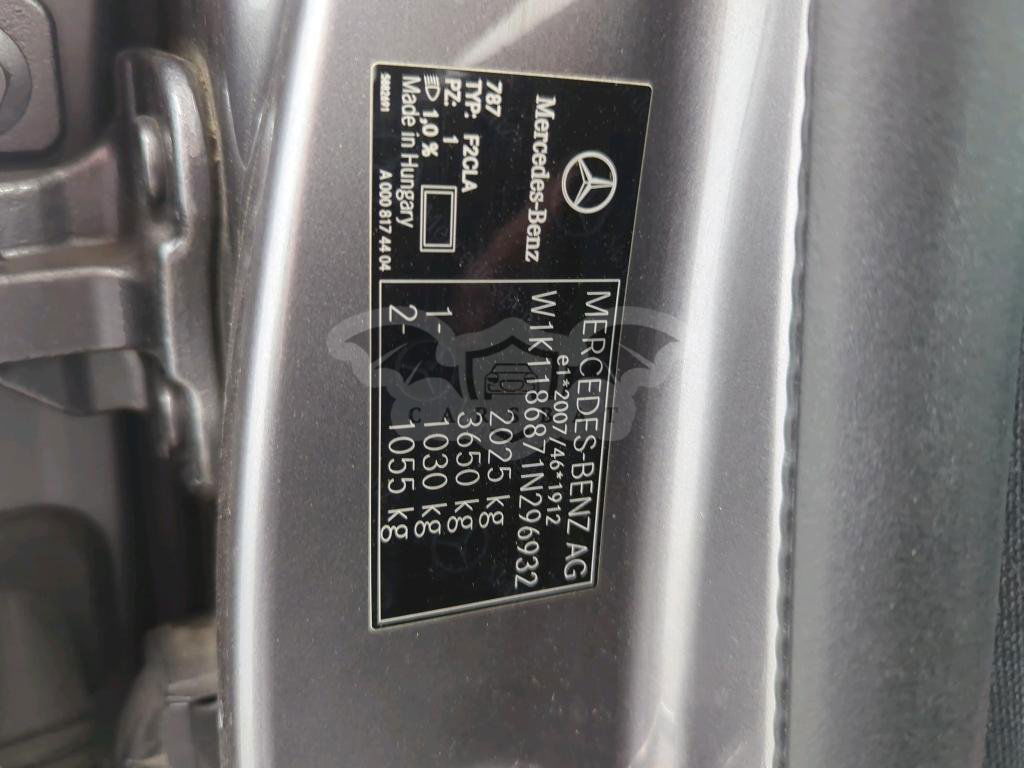 Mercedes-Benz
787
TYP: F2CLA
PZ: 1
1,0 %
Made in Hungary
A 000 817 44 04
MERCEDES-BENZ AG
e1*2007/46*1912
W1K1186871N296932
2025 kg
3650 kg
1- 1030 kg
2- 1055 kg